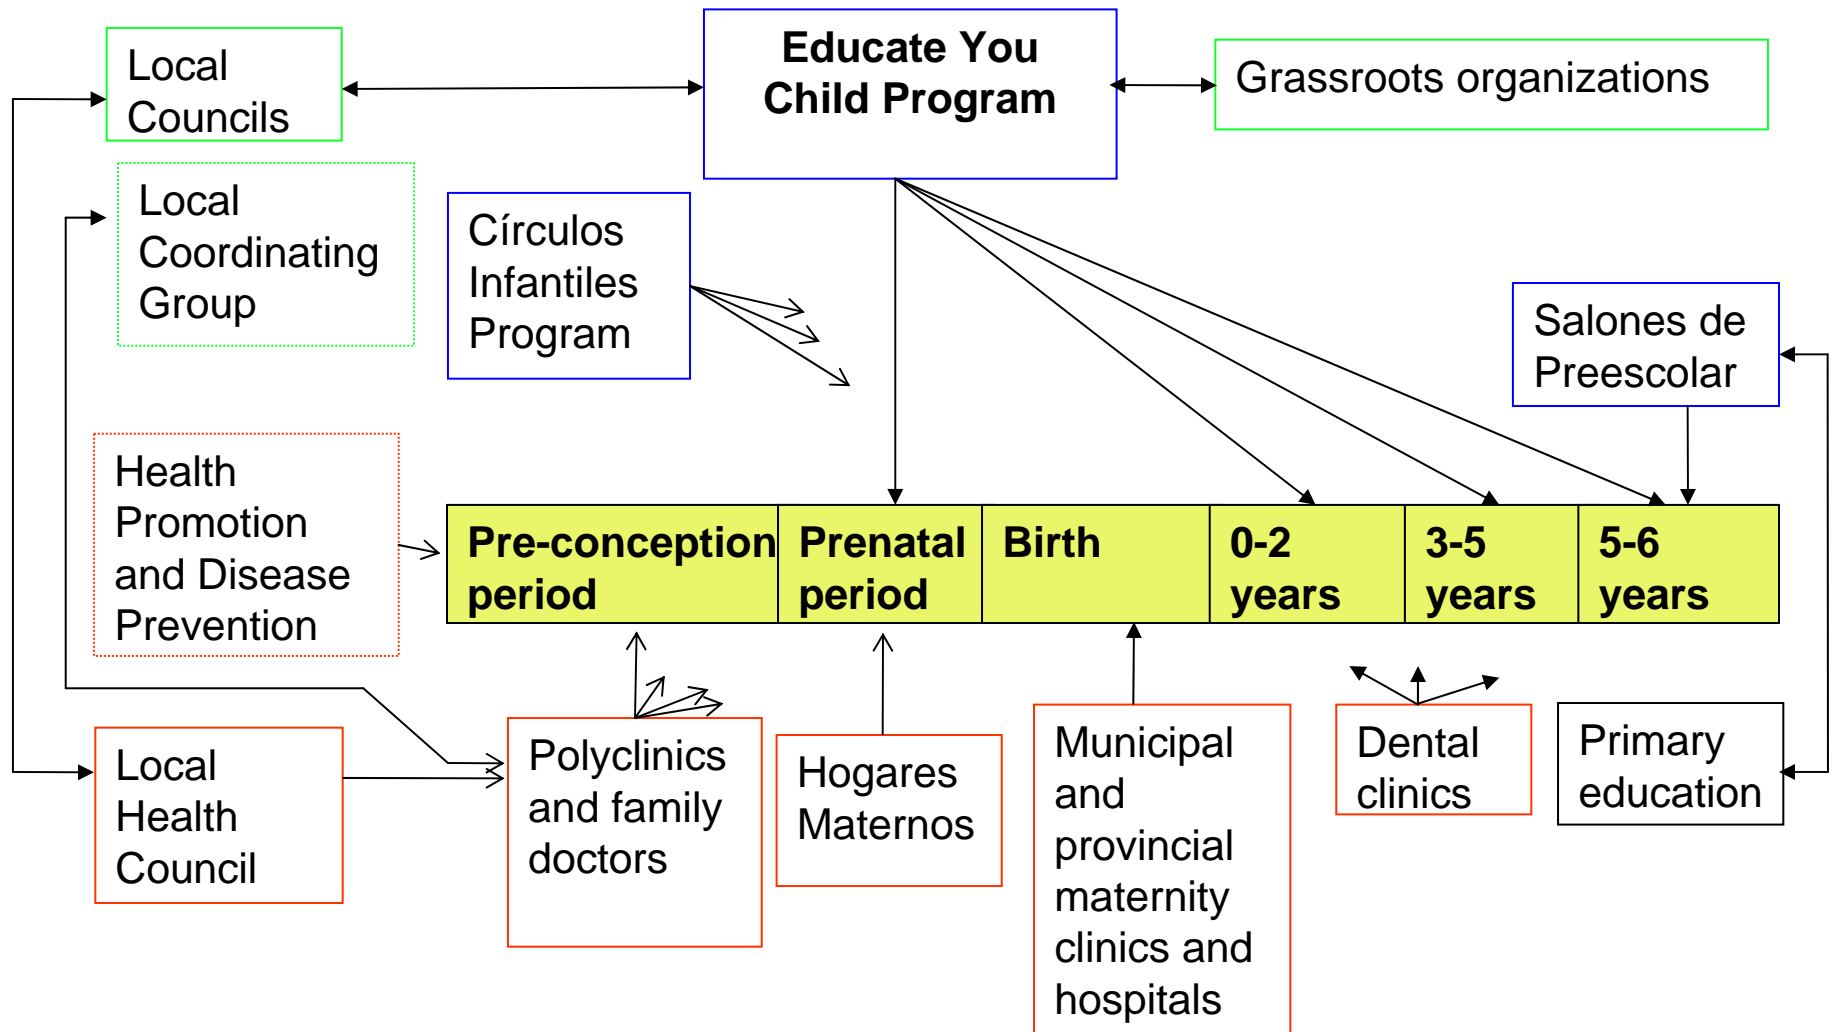 Educate You
Child Program
Local
Councils
Grassroots organizations
Local
Coordinating
Group
Círculos
Infantiles
Program
Salones de
Preescolar
Health
Promotion
and Disease
Prevention
Pre-conception
period
Prenatal
period
Birth
0-2
years
3-5
years
5-6
years
Local
Health
Council
Polyclinics
and family
doctors
Hogares
Maternos
Municipal
and
provincial
maternity
clinics and
hospitals
Dental
clinics
Primary
education